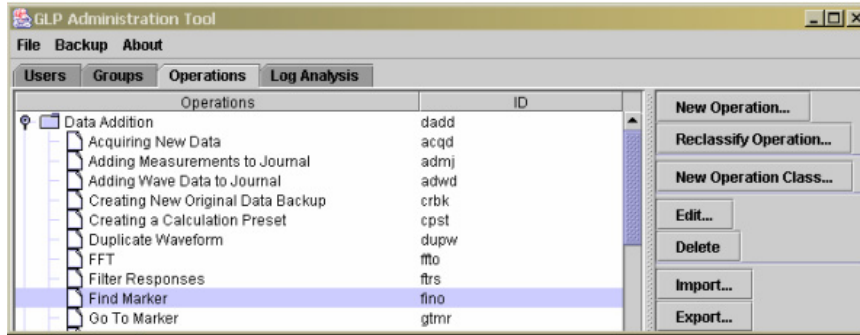 GLP Administration Tool
File Backup About
Users Groups Operations Log Analysis
Operations ID
Data Addition dadd
Acquiring New Data acqd
Adding Measurements to Journal admj
Adding Wave Data to Journal adwd
Creating New Original Data Backup crbk
Creating a Calculation Preset cpst
Duplicate Waveform dupw
FFT ffto
Filter Responses ftrs
Find Marker fino
Go To Marker gtmr
New Operation...
Reclassify Operation...
New Operation Class...
Edit...
Delete
Import...
Export...